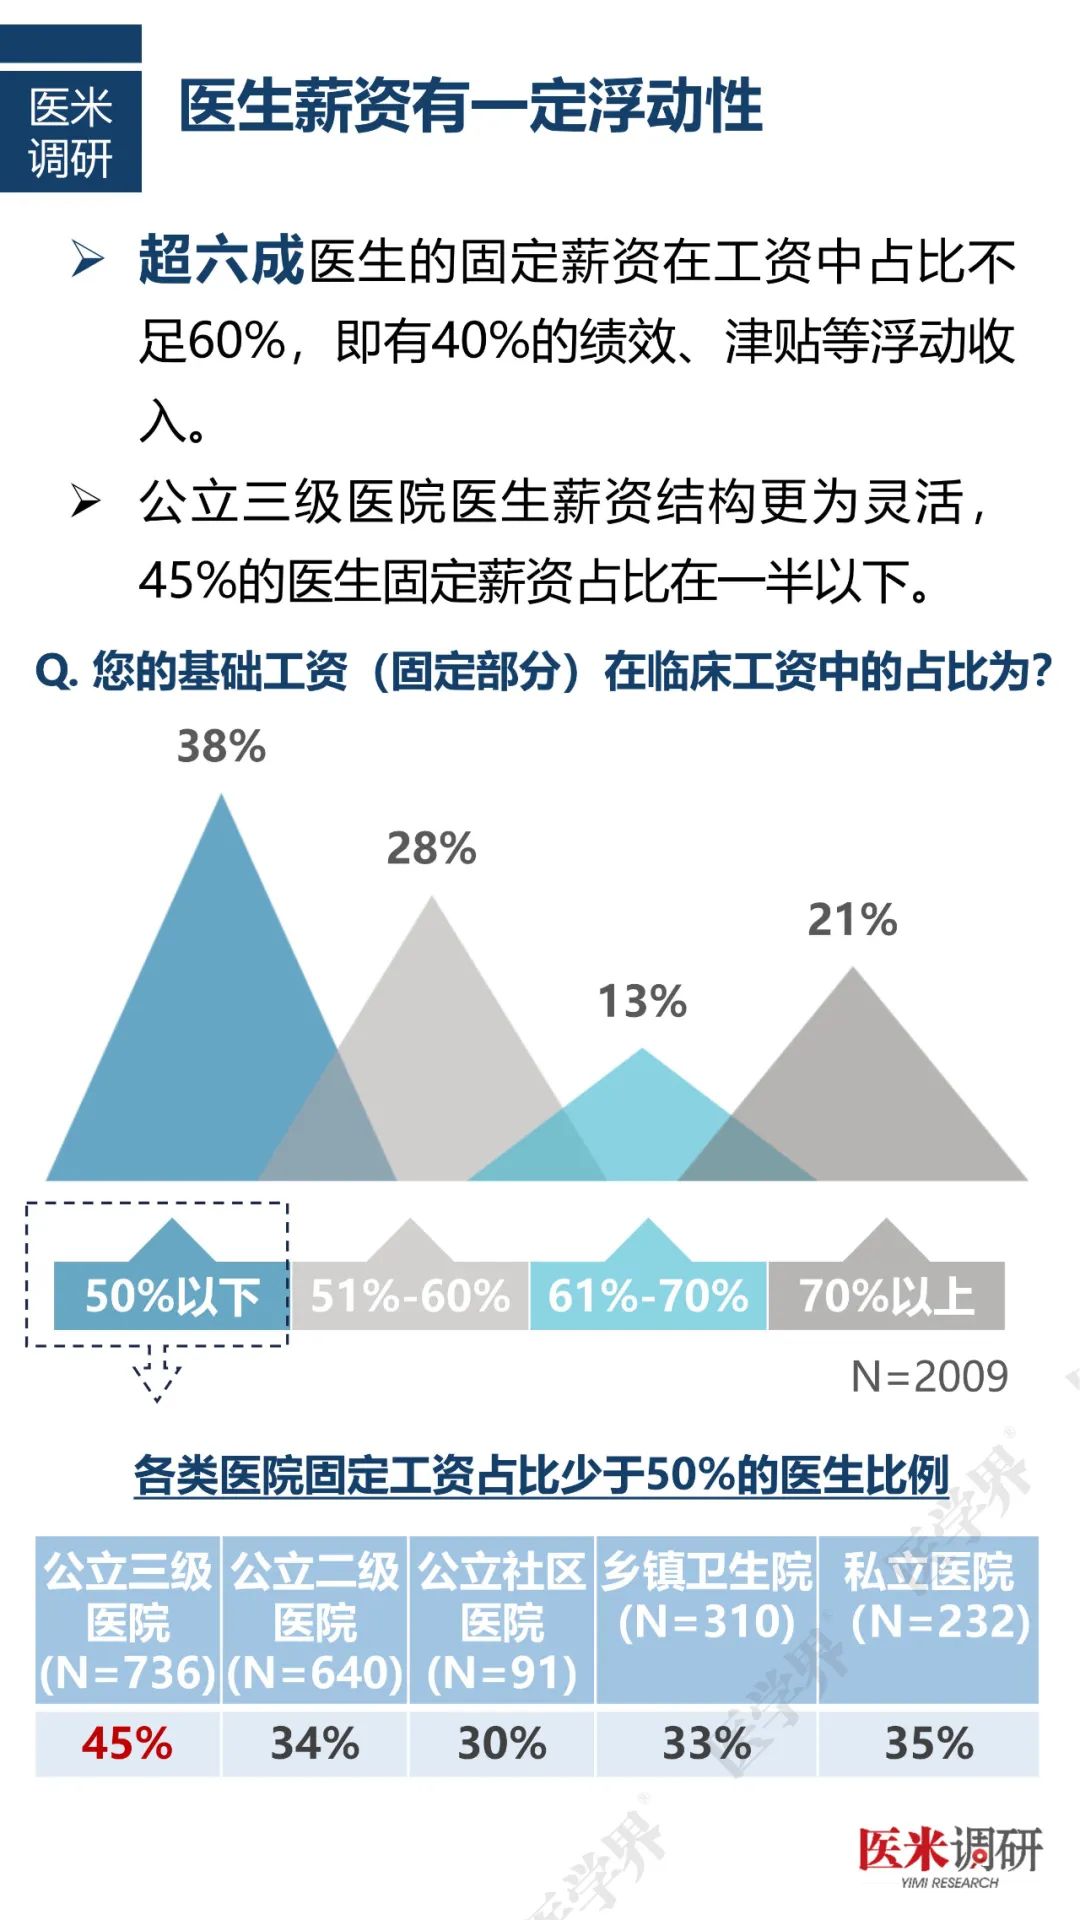 医米
调研
医生薪资有一定浮动性
超六成医生的固定薪资在工资中占比不
足60%，即有40%的绩效、津贴等浮动收
入。
公立三级医院医生薪资结构更为灵活，
45%的医生固定薪资占比在一半以下。
Q. 您的基础工资（固定部分）在临床工资中的占比为？
38%
28%
13%
21%
50%以下
51%-60%
61%-70%
70%以上
N=2009
各类医院固定工资占比少于50%的医生比例
公立三级
医院
(N=736)
公立二级
医院
(N=640)
公立社区
医院
(N=91)
乡镇卫生院
(N=310)
私立医院
（N=232)
45%
34%
30%
33%
35%
医学界®
医学界®
医学界®
医米调研
YIMI RESEARCH